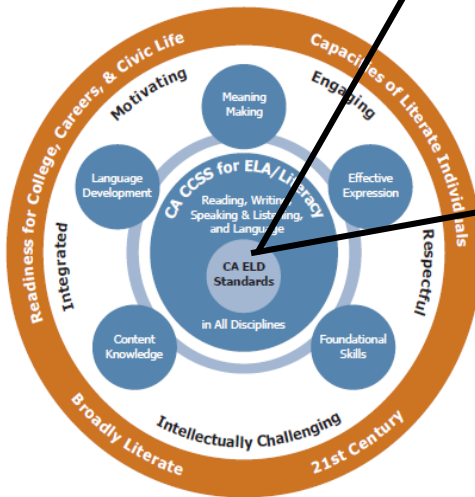 Readiness for College, Careers, & Civic Life
Capacities of Literate Individuals
Broadly Literate
21st Century
Motivating
Engaging
Integrated
Respectful
Intellectually Challenging
Meaning
Making
Language
Development
Effective
Expression
Content
Knowledge
Foundational
Skills
CA CCSS for ELA/Literacy
Reading, Writing,
Speaking & Listening,
and Language
CA ELD
Standards
in All Disciplines